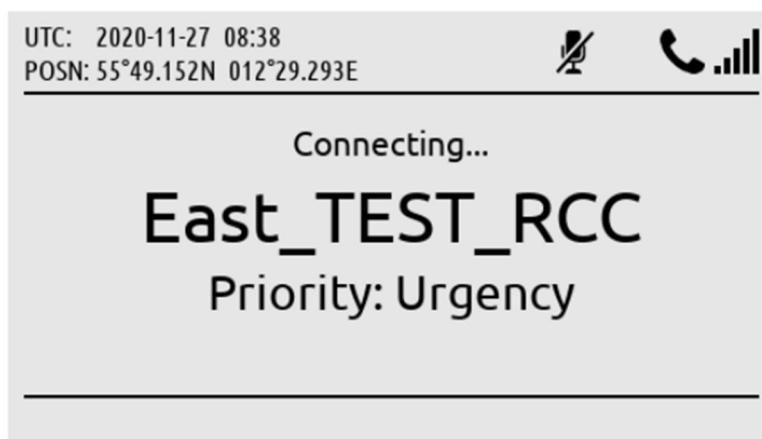 UTC: 2020-11-27 08:38
POSN: 55°49.152N 012°29.293E
Connecting...
East_TEST_RCC
Priority: Urgency